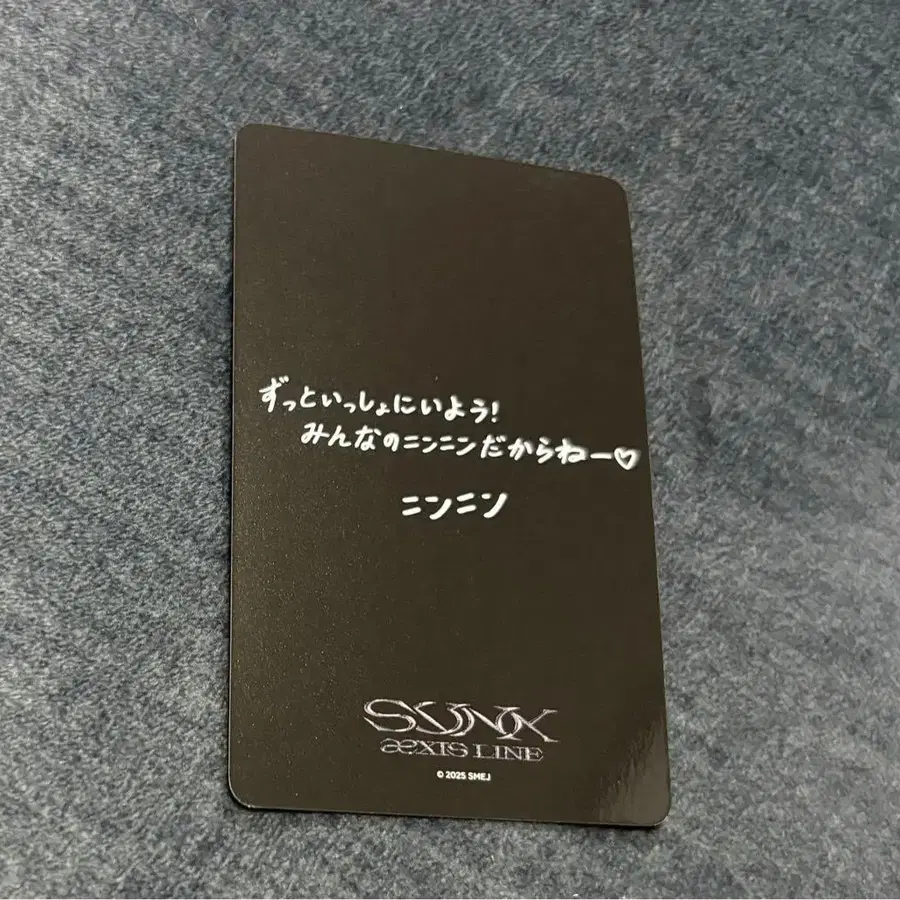 ずっといっしょにいよう!
みんなのニンニンだからねー♡
ニンニン
SYNK
æXIS LINE
© 2025 SMEJ